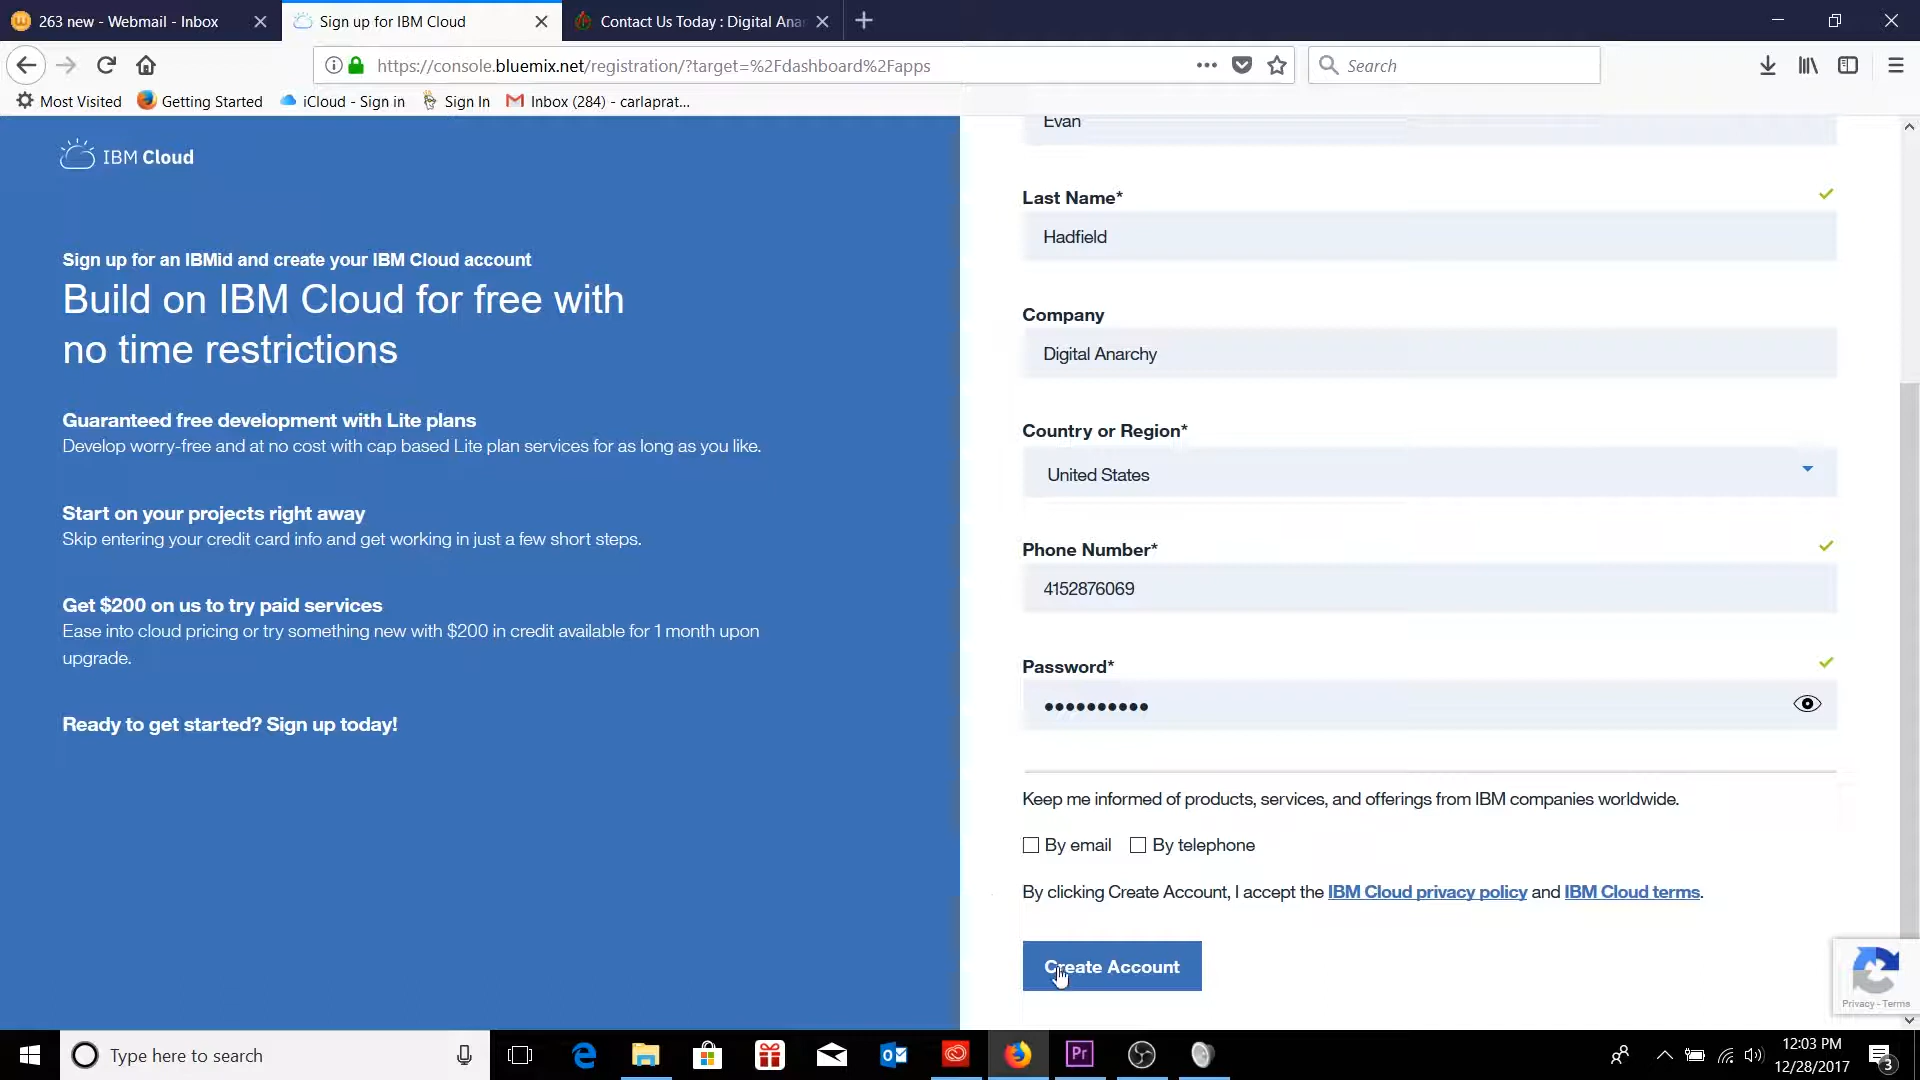 263 new - Webmail - Inbox
Sign up for IBM Cloud
Contact Us Today : Digital Ana
https://console.bluemix.net/registration/?target=%2Fdashboard%2Fapps
Search
Most Visited
Getting Started
iCloud - Sign in
Sign In
Inbox (284) - carlaprat...
IBM Cloud
Sign up for an IBMid and create your IBM Cloud account
Build on IBM Cloud for free with
no time restrictions
Guaranteed free development with Lite plans
Develop worry-free and at no cost with cap based Lite plan services for as long as you like.
Start on your projects right away
Skip entering your credit card info and get working in just a few short steps.
Get $200 on us to try paid services
Ease into cloud pricing or try something new with $200 in credit available for 1 month upon
upgrade.
Ready to get started? Sign up today!
Evan
Last Name*
Hadfield
Company
Digital Anarchy
Country or Region*
United States
Phone Number*
4152876069
Password*
••••••••••
Keep me informed of products, services, and offerings from IBM companies worldwide.
By email
By telephone
By clicking Create Account, I accept the IBM Cloud privacy policy and IBM Cloud terms.
Create Account
Privacy - Terms
Type here to search
Pr
12:03 PM
12/28/2017
3